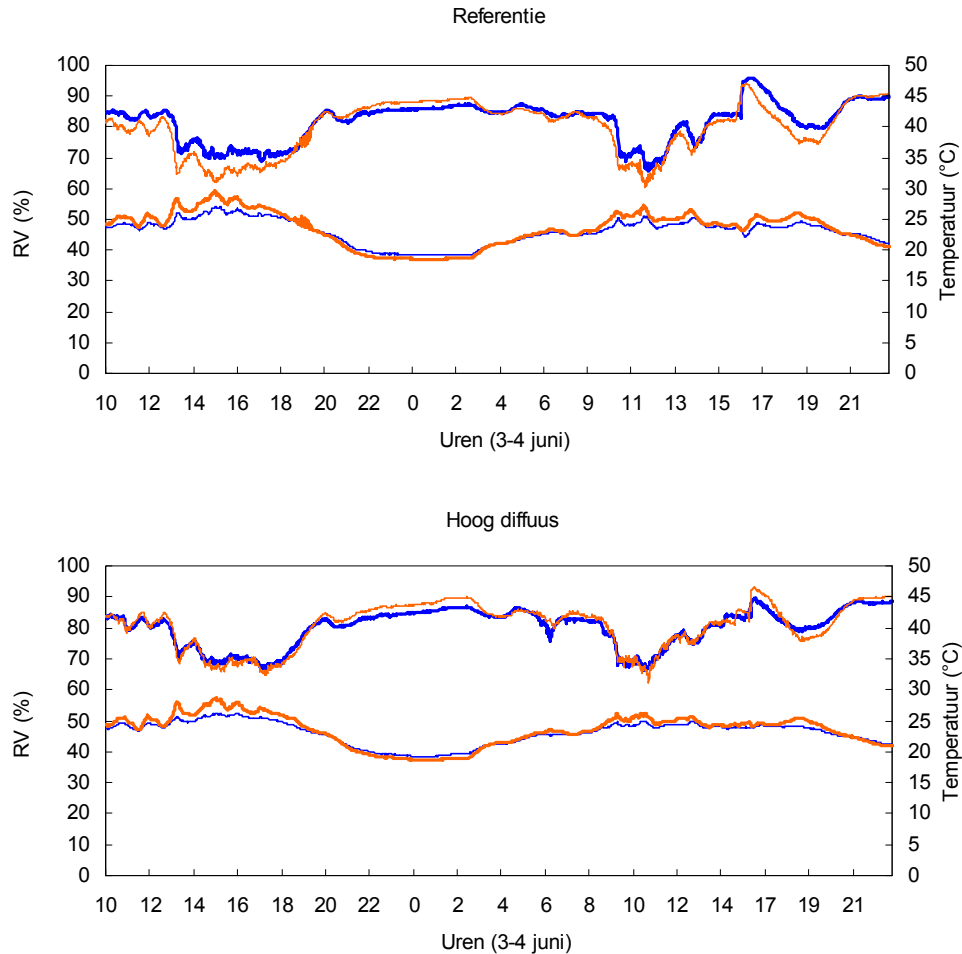 Referentie
100 90 80 70 60 50 40 30 20 10 0
RV (%)
50 45 40 35 30 25 20 15 10 5 0
Temperatuur (°C)
10 12 14 16 18 20 22 0 2 4 6 9 11 13 15 17 19 21
Uren (3-4 juni)
Hoog diffuus
100 90 80 70 60 50 40 30 20 10 0
RV (%)
50 45 40 35 30 25 20 15 10 5 0
Temperatuur (°C)
10 12 14 16 18 20 22 0 2 4 6 8 10 12 14 17 19 21
Uren (3-4 juni)